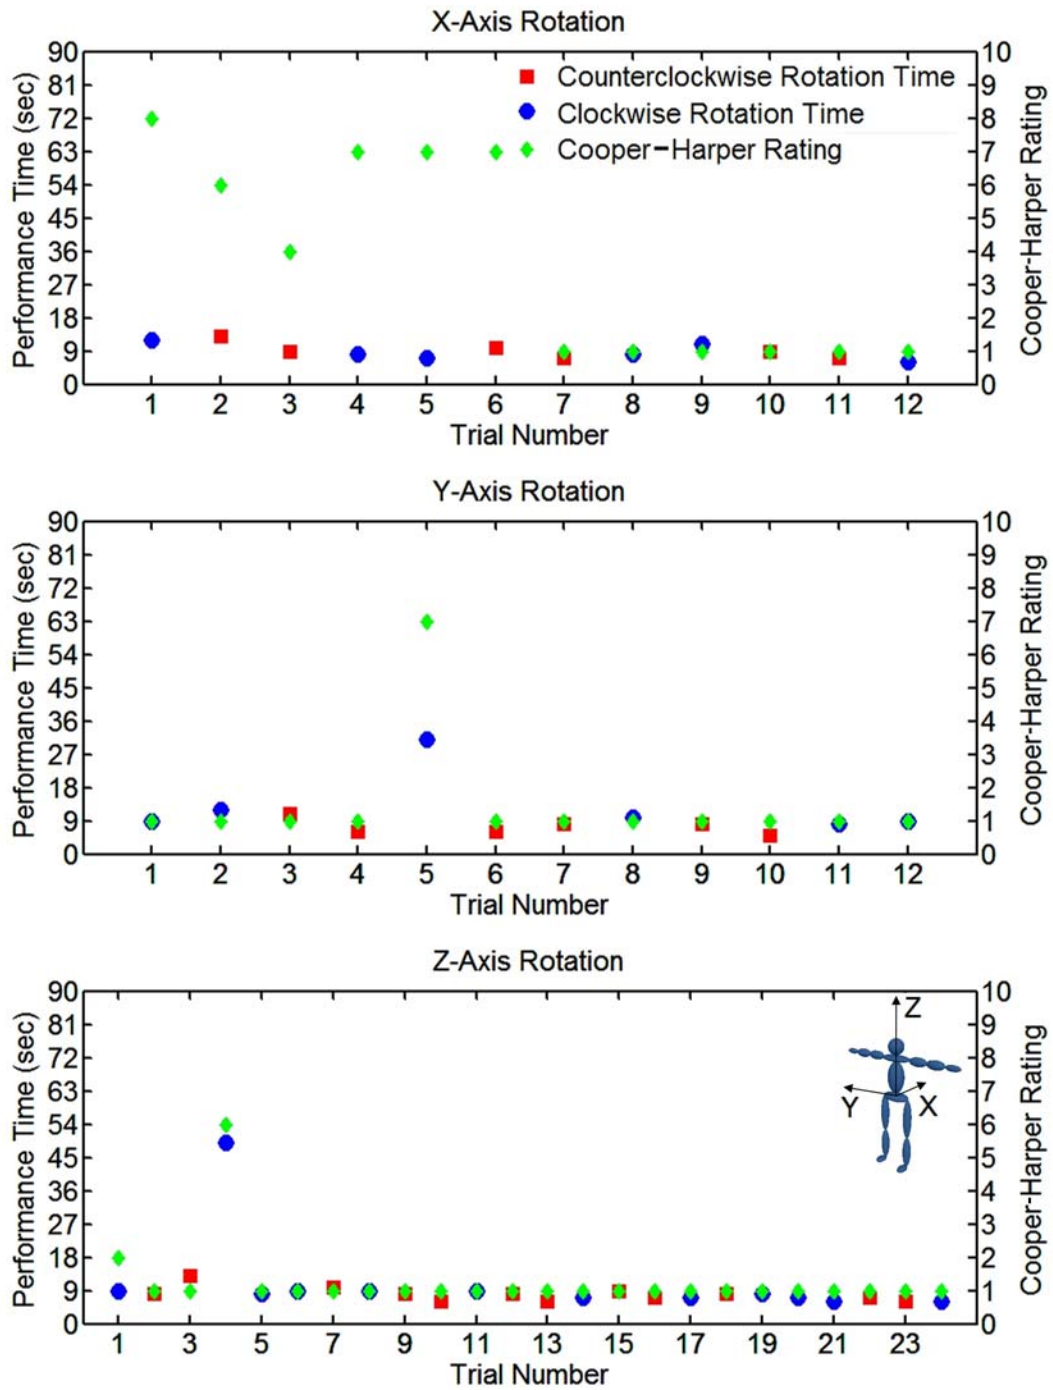 X-Axis Rotation
90 81 72 63 54 45 36 27 18 9 0
Performance Time (sec)
Counterclockwise Rotation Time
Clockwise Rotation Time
Cooper-Harper Rating
10 9 8 7 6 5 4 3 2 1 0
Cooper-Harper Rating
1 2 3 4 5 6 7 8 9 10 11 12
Trial Number
Y-Axis Rotation
90 81 72 63 54 45 36 27 18 9 0
Performance Time (sec)
10 9 8 7 6 5 4 3 2 1 0
Cooper-Harper Rating
1 2 3 4 5 6 7 8 9 10 11 12
Trial Number
Z-Axis Rotation
90 81 72 63 54 45 36 27 18 9 0
Performance Time (sec)
Z
Y
X
10 9 8 7 6 5 4 3 2 1 0
Cooper-Harper Rating
1 3 5 7 9 11 13 15 17 19 21 23
Trial Number